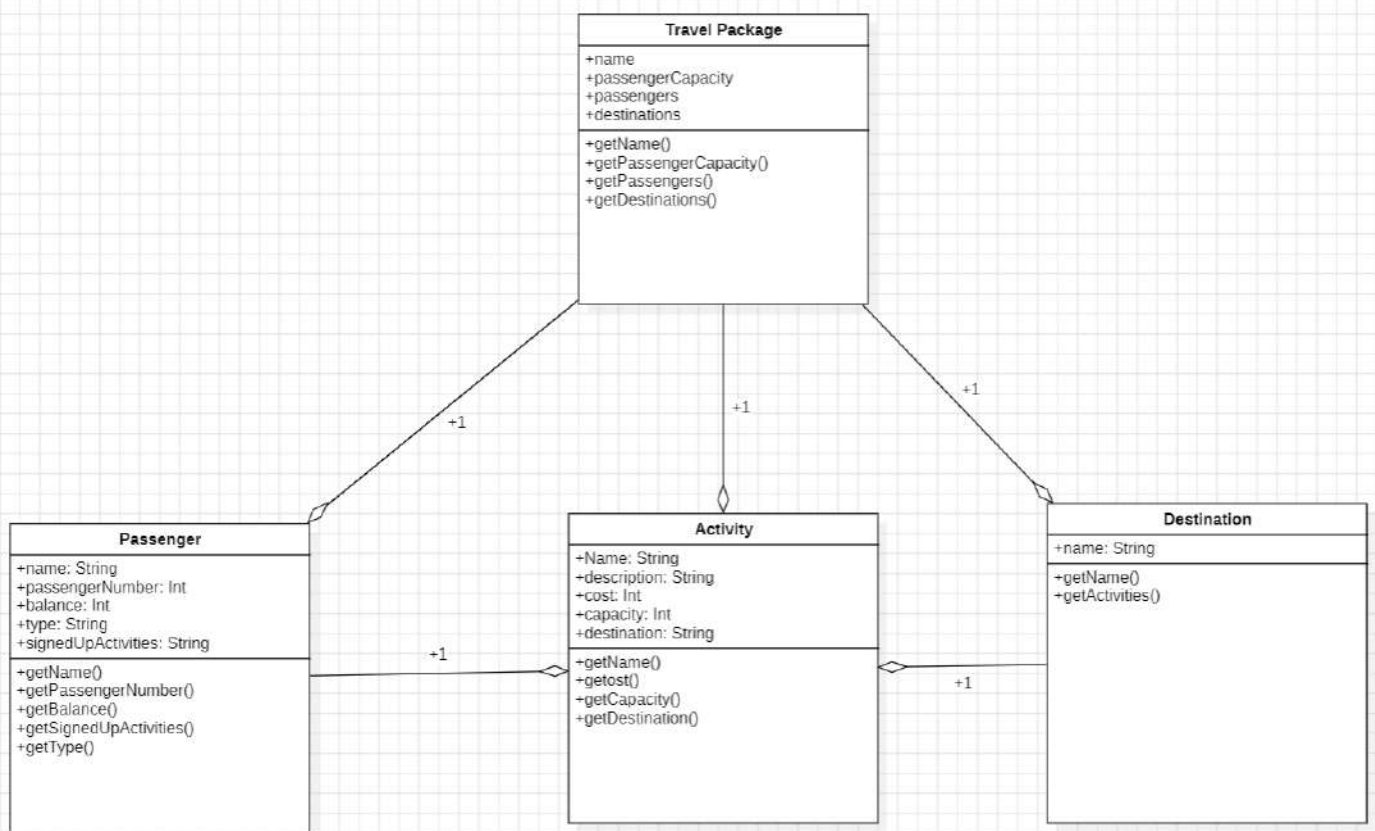 Travel Package
+name
+passengerCapacity
+passengers
+destinations
+getName()
+getPassengerCapacity()
+getPassengers()
+getDestinations()
+1
+1
+1
Passenger
+name: String
+passengerNumber: Int
+balance: Int
+type: String
+signedUpActivities: String
+getName()
+getPassengerNumber()
+getBalance()
+getSignedUpActivities()
+getType()
+1
Activity
+Name: String
+description: String
+cost: Int
+capacity: Int
+destination: String
+getName()
+getost()
+getCapacity()
+getDestination()
+1
Destination
+name: String
+getName()
+getActivities()